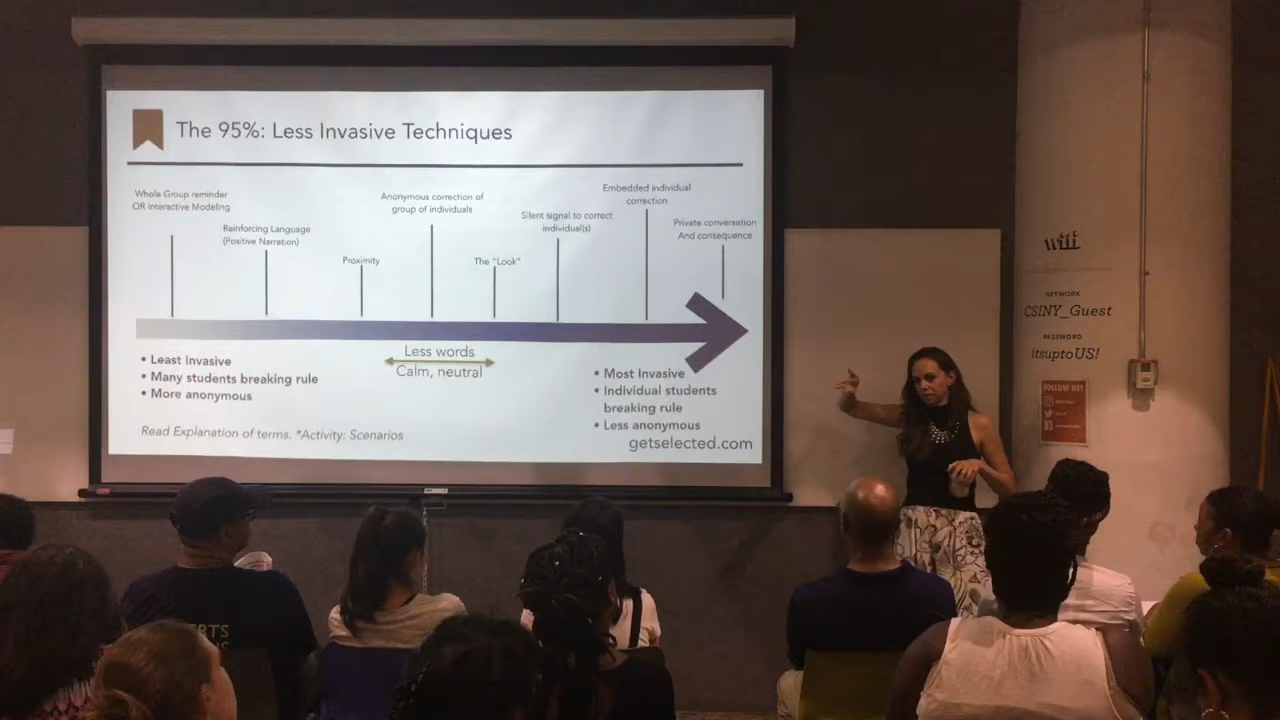 The 95%: Less Invasive Techniques
Whole Group reminder
OR Interactive Modeling
Reinforcing Language
(Positive Narration)
Proximity
Anonymous correction of
group of individuals
The "Look"
Silent signal to correct
individual(s)
Embedded individual
correction
Private conversation
And consequence
Less words
Calm, neutral
• Least Invasive
• Many students breaking rule
• More anonymous
• Most Invasive
• Individual students
breaking rule
• Less anonymous
Read Explanation of terms. *Activity: Scenarios
getselected.com
wifi
NETWORK
CSINY_Guest
PASSWORD
itsuptoUS!
FOLLOW US!